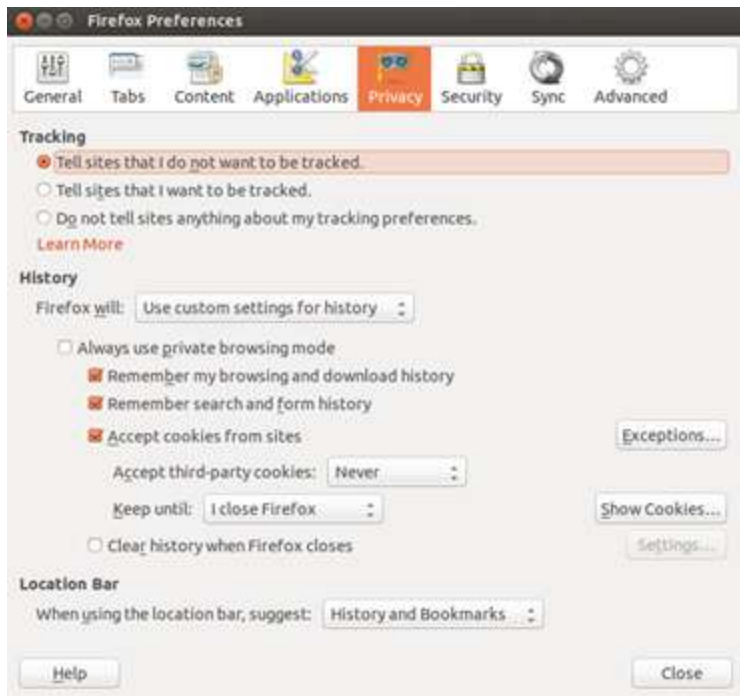 Firefox Preferences
General Tabs Content Applications Privacy Security Sync Advanced
Tracking
Tell sites that I do not want to be tracked.
Tell sites that I want to be tracked.
Do not tell sites anything about my tracking preferences.
Learn More
History
Firefox will: Use custom settings for history
Always use private browsing mode
Remember my browsing and download history
Remember search and form history
Accept cookies from sites Exceptions...
Accept third-party cookies: Never
Keep until: I close Firefox Show Cookies...
Clear history when Firefox closes Settings...
Location Bar
When using the location bar, suggest: History and Bookmarks
Help Close